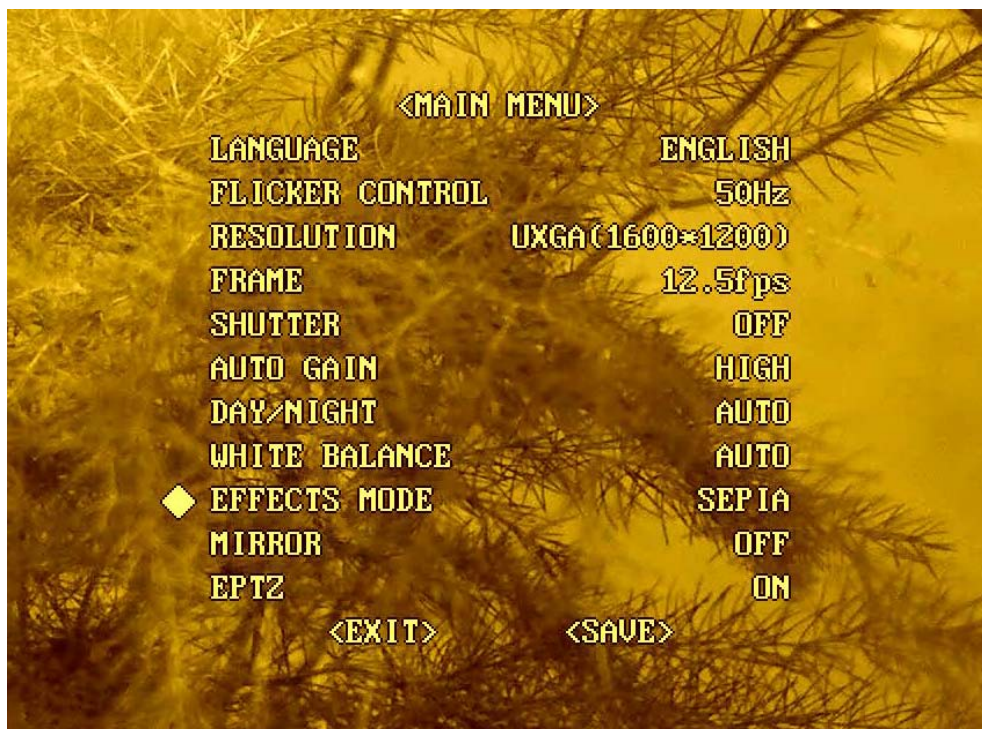 <MAIN MENU>
LANGUAGE ENGLISH
FLICKER CONTROL 50Hz
RESOLUTION UXGA(1600×1200)
FRAME 12.5fps
SHUTTER OFF
AUTO GAIN HIGH
DAY/NIGHT AUTO
WHITE BALANCE AUTO
EFFECTS MODE SEPIA
MIRROR OFF
EPTZ ON
<EXIT> <SAVE>